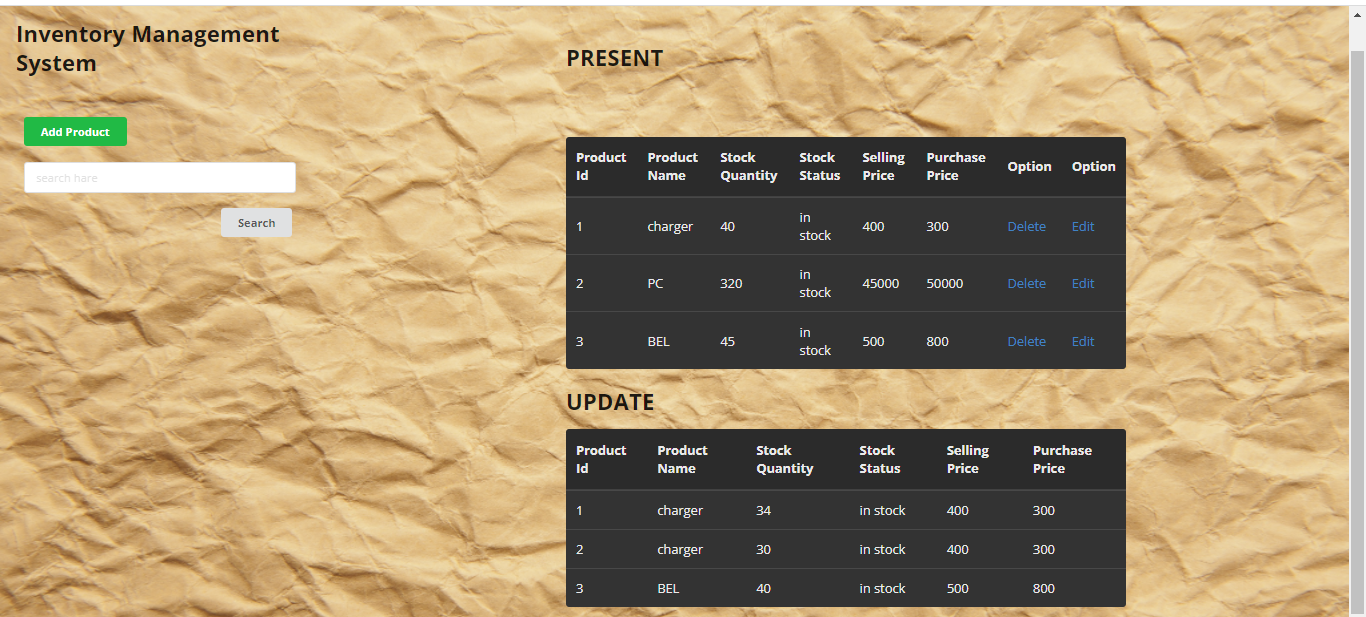 Inventory Management
System
Add Product
search hare
Search
PRESENT
Product Id Product Name Stock Quantity Stock Status Selling Price Purchase Price Option Option
1 charger 40 in stock 400 300 Delete Edit
2 PC 320 in stock 45000 50000 Delete Edit
3 BEL 45 in stock 500 800 Delete Edit
UPDATE
Product Id Product Name Stock Quantity Stock Status Selling Price Purchase Price
1 charger 34 in stock 400 300
2 charger 30 in stock 400 300
3 BEL 40 in stock 500 800